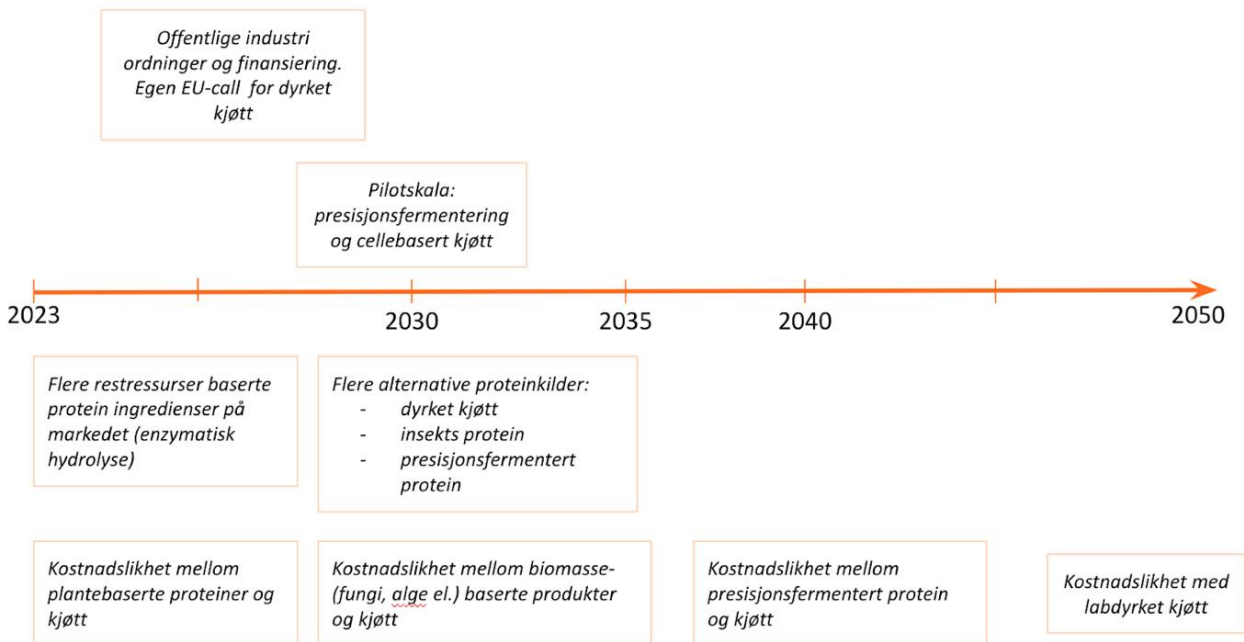 Offentlige industri
ordninger og finansiering.
Egen EU-call for dyrket
kjøtt
Pilotskala:
presisjonsfermentering
og cellebasert kjøtt
2023
2030
2035
2040
2050
Flere restressurser baserte
protein ingredienser på
markedet (enzymatisk
hydrolyse)
Flere alternative proteinkilder:
- dyrket kjøtt
- insekts protein
- presisjonsfermentert
protein
Kostnadslikhet mellom
plantebaserte proteiner og
kjøtt
Kostnadslikhet mellom biomasse-
(fungi, alge el.) baserte produkter
og kjøtt
Kostnadslikhet mellom
presisjonsfermentert protein
og kjøtt
Kostnadslikhet med
labdyrket kjøtt